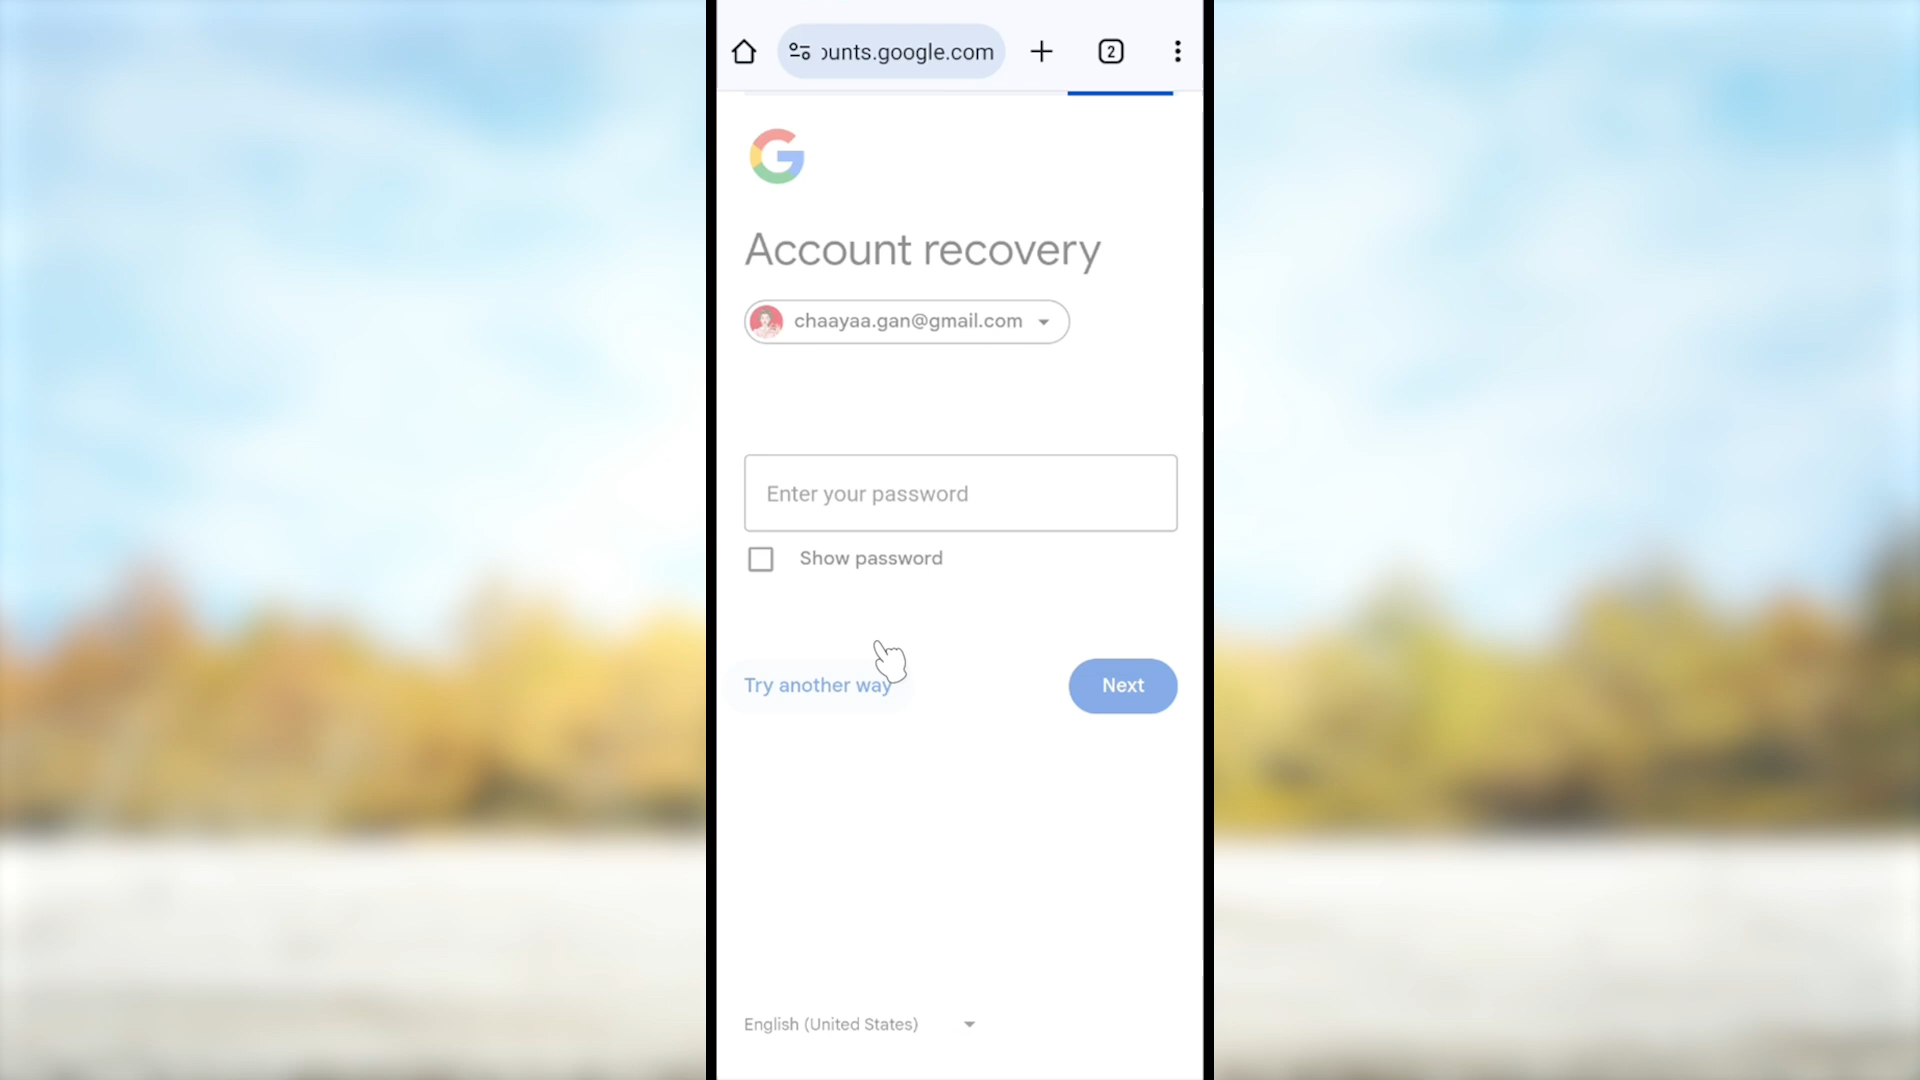 ounts.google.com
2
Account recovery
chaayaa.gan@gmail.com
Enter your password
Show password
Try another way
Next
English (United States)